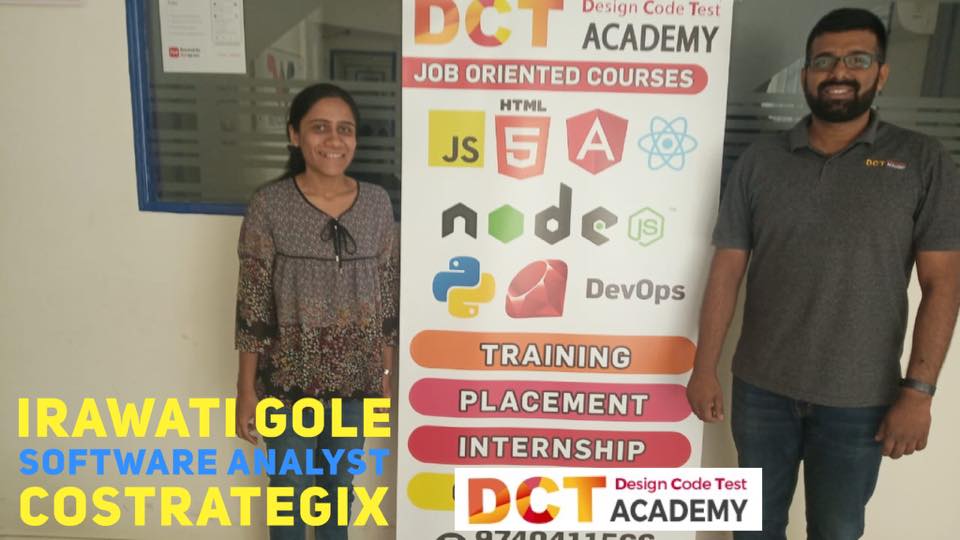 DCT Design Code Test
ACADEMY
JOB ORIENTED COURSES
HTML
JS 5 A
node JS
DevOps
TRAINING
PLACEMENT
INTERNSHIP
DCT ACADEMY
IRAWATI GOLE
SOFTWARE ANALYST
COSTRATEGIX
DCT Design Code Test
ACADEMY